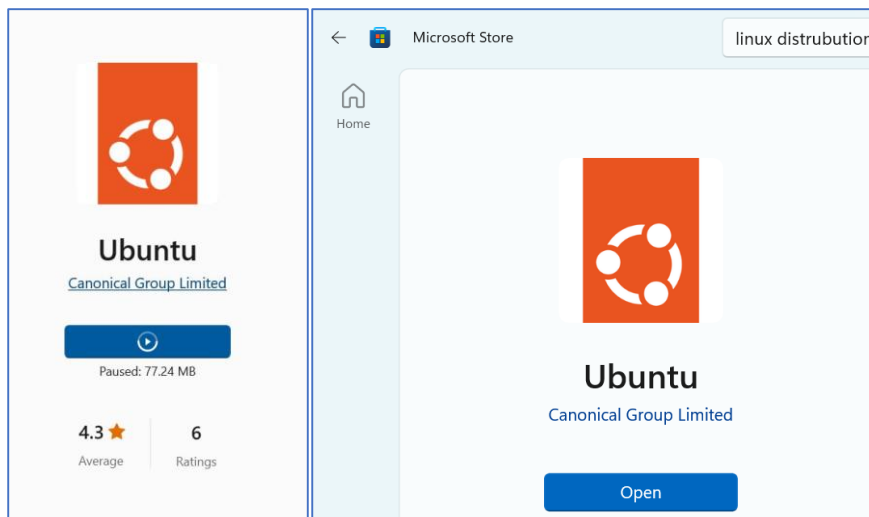 Ubuntu
Canonical Group Limited
Paused: 77.24 MB
4.3
6
Average
Ratings
Microsoft Store
linux distrubution
Home
Ubuntu
Canonical Group Limited
Open